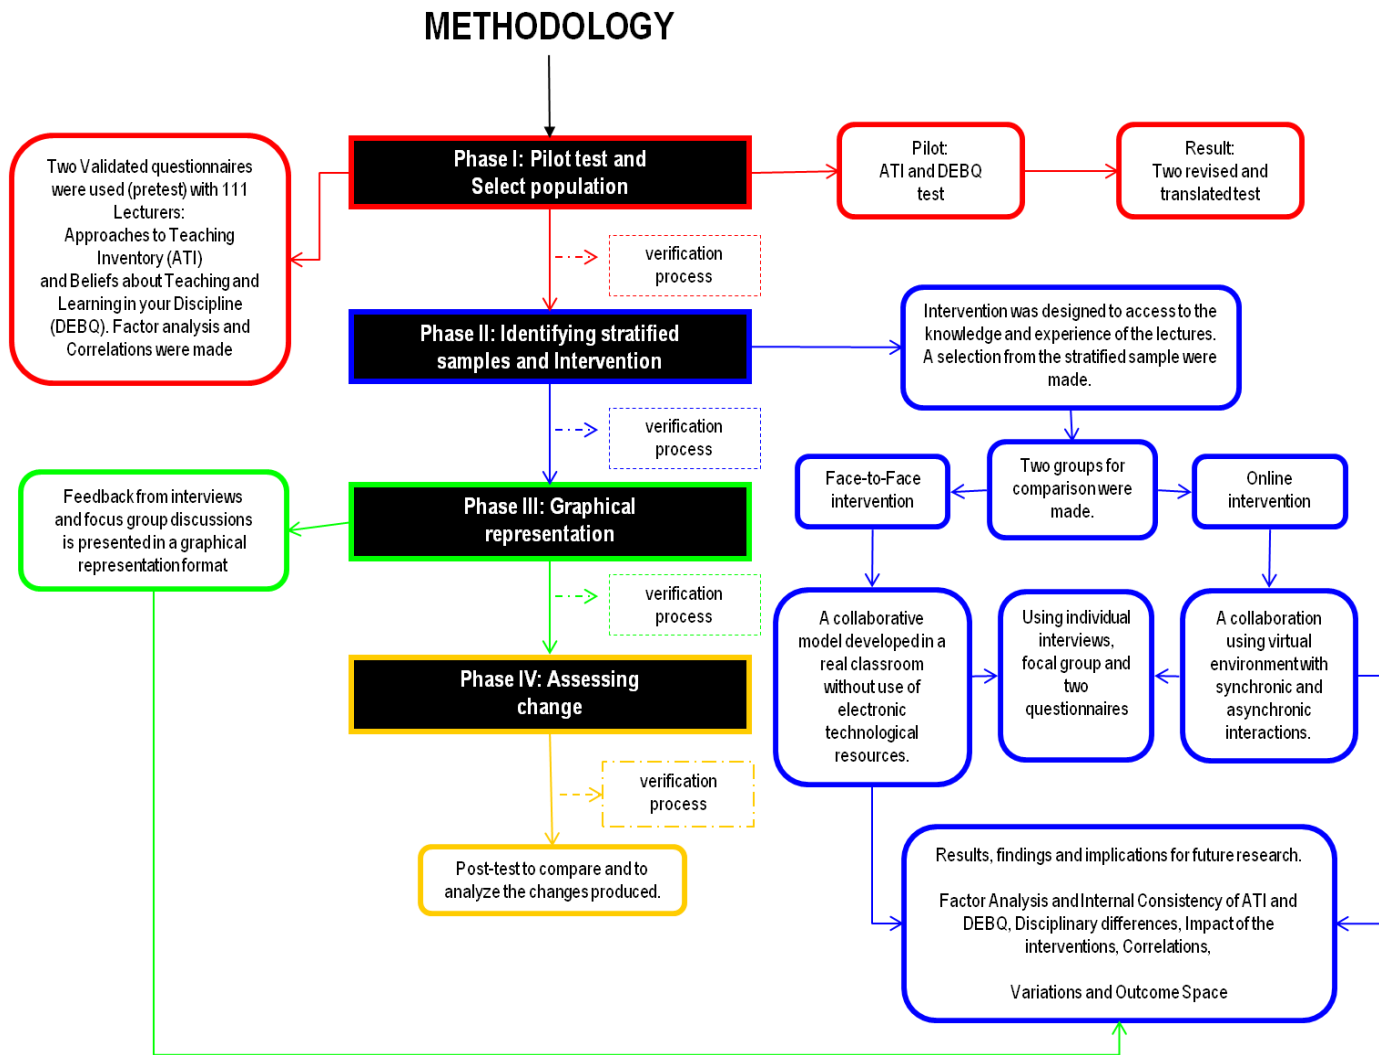 METHODOLOGY
Phase I: Pilot test and
Select population
Two Validated questionnaires
were used (pretest) with 111
Lecturers:
Approaches to Teaching
Inventory (ATI)
and Beliefs about Teaching and
Learning in your Discipline
(DEBQ). Factor analysis and
Correlations were made
Pilot:
ATI and DEBQ
test
Result:
Two revised and
translated test
verification
process
Phase II: Identifying stratified
samples and Intervention
Intervention was designed to access to the
knowledge and experience of the lectures.
A selection from the stratified sample were
made.
verification
process
Two groups for
comparison were
made.
Face-to-Face
intervention
Online
intervention
Phase III: Graphical
representation
Feedback from interviews
and focus group discussions
is presented in a graphical
representation format
verification
process
A collaborative
model developed in a
real classroom
without use of
electronic
technological
resources.
Using individual
interviews,
focal group and
two
questionnaires
A collaboration
using virtual
environment with
synchronic and
asynchronic
interactions.
Phase IV: Assessing
change
verification
process
Post-test to compare and to
analyze the changes produced.
Results, findings and implications for future research.
Factor Analysis and Internal Consistency of ATI and
DEBQ, Disciplinary differences, Impact of the
interventions, Correlations,
Variations and Outcome Space